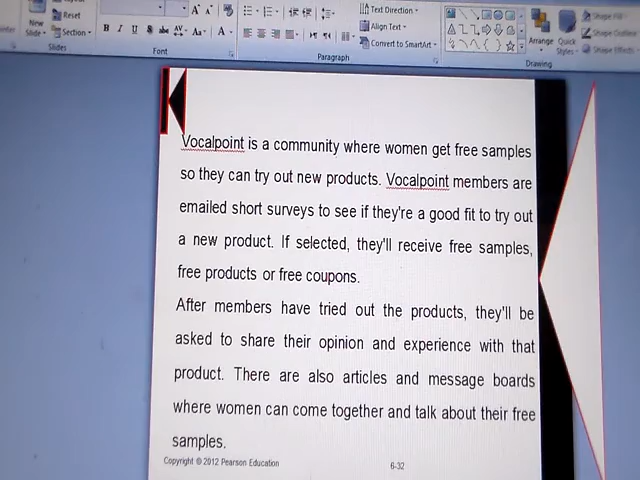 Text Direction
Reset
New
Slide
Section
Align Text
Convert to SmartArt
Arrange
Quick
Styles
Shape Fill
Shape Outline
Shape Effects
Slides
Font
Paragraph
Drawing
Vocalpoint is a community where women get free samples
so they can try out new products. Vocalpoint members are
emailed short surveys to see if they're a good fit to try out
a new product. If selected, they'll receive free samples,
free products or free coupons.
After members have tried out the products, they'll be
asked to share their opinion and experience with that
product. There are also articles and message boards
where women can come together and talk about their free
samples.
Copyright © 2012 Pearson Education
6-32